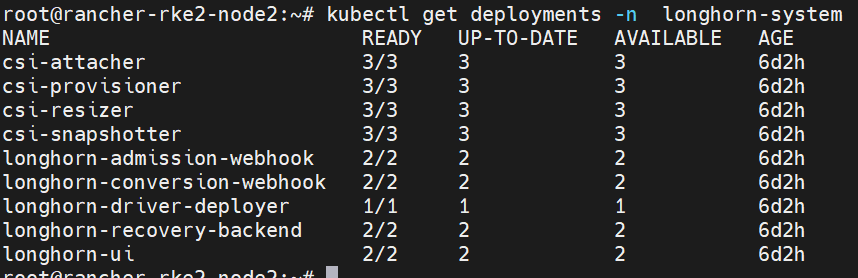 root@rancher-rke2-node2:~# kubectl get deployments -n  longhorn-system
NAME                          READY   UP-TO-DATE   AVAILABLE   AGE
csi-attacher                  3/3     3            3           6d2h
csi-provisioner               3/3     3            3           6d2h
csi-resizer                   3/3     3            3           6d2h
csi-snapshotter               3/3     3            3           6d2h
longhorn-admission-webhook    2/2     2            2           6d2h
longhorn-conversion-webhook   2/2     2            2           6d2h
longhorn-driver-deployer      1/1     1            1           6d2h
longhorn-recovery-backend     2/2     2            2           6d2h
longhorn-ui                   2/2     2            2           6d2h
root@rancher-rke2-node2:~#